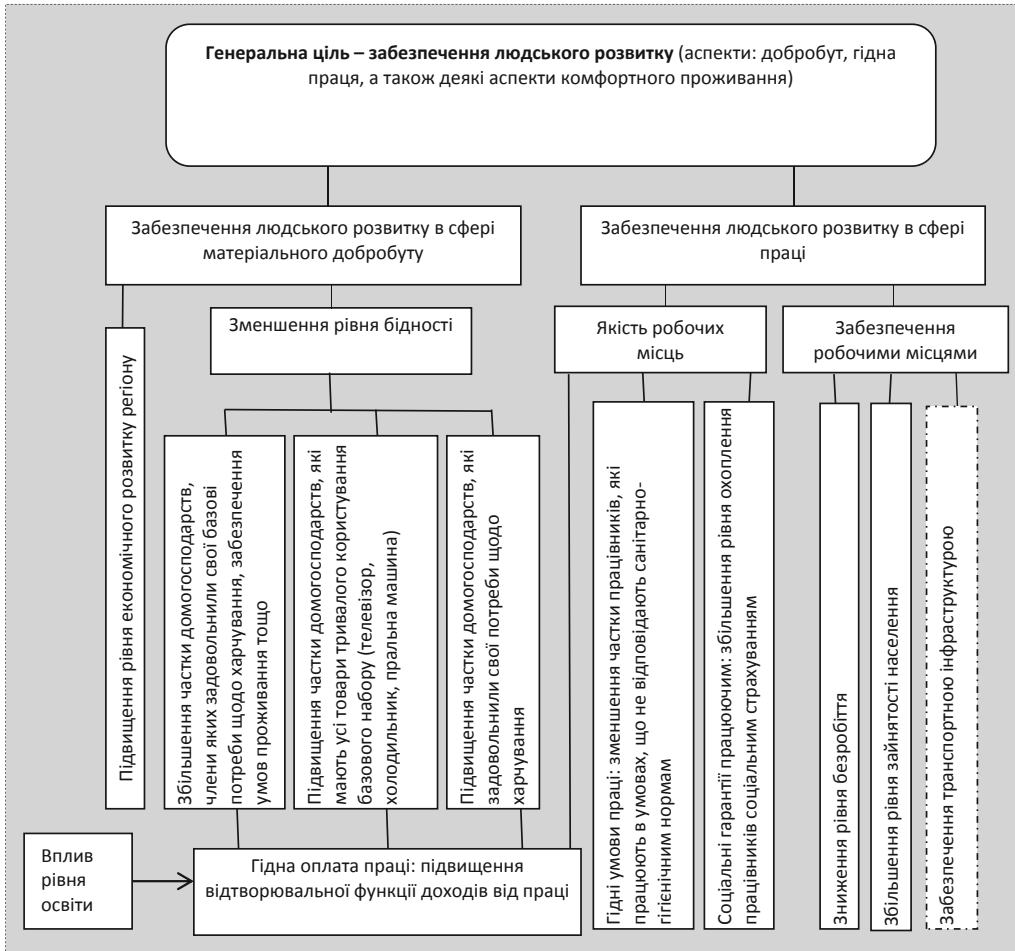 Генеральна ціль – забезпечення людського розвитку (аспекти: добробут, гідна
праця, а також деякі аспекти комфортного проживання)
Забезпечення людського розвитку в сфері
матеріального добробуту
Забезпечення людського розвитку в сфері
праці
Підвищення рівня економічного розвитку регіону
Зменшення рівня бідності
Якість робочих
місць
Забезпечення
робочими місцями
Збільшення частки домогосподарств,
члени яких задовольнили свої базові
потреби щодо харчування, забезпечення
умов проживання тощо
Підвищення частки домогосподарств, які
мають усі товари тривалого користування
базового набору (телевізор,
холодильник, пральна машина)
Підвищення частки домогосподарств, які
задовольнили свої потреби щодо
харчування
Гідні умови праці: зменшення частки працівників, які
працюють в умовах, що не відповідають санітарно-
гігієнічним нормам
Соціальні гарантії працюючим: збільшення рівня охоплення
працівників соціальним страхуванням
Зниження рівня безробіття
Збільшення рівня зайнятості населення
Забезпечення транспортною інфраструктурою
Вплив
рівня
освіти
Гідна оплата праці: підвищення
відтворювальної функції доходів від праці